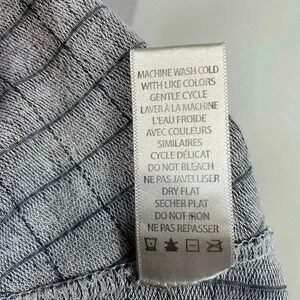 MACHINE WASH COLD
WITH LIKE COLORS
GENTLE CYCLE
LAVER À LA MACHINE
L'EAU FROIDE
AVEC COULEURS
SIMILAIRES
CYCLE DÉLICAT
DO NOT BLEACH
NE PAS JAVELLISER
DRY FLAT
SECHER PLAT
DO NOT IRON
NE PAS REPASSER